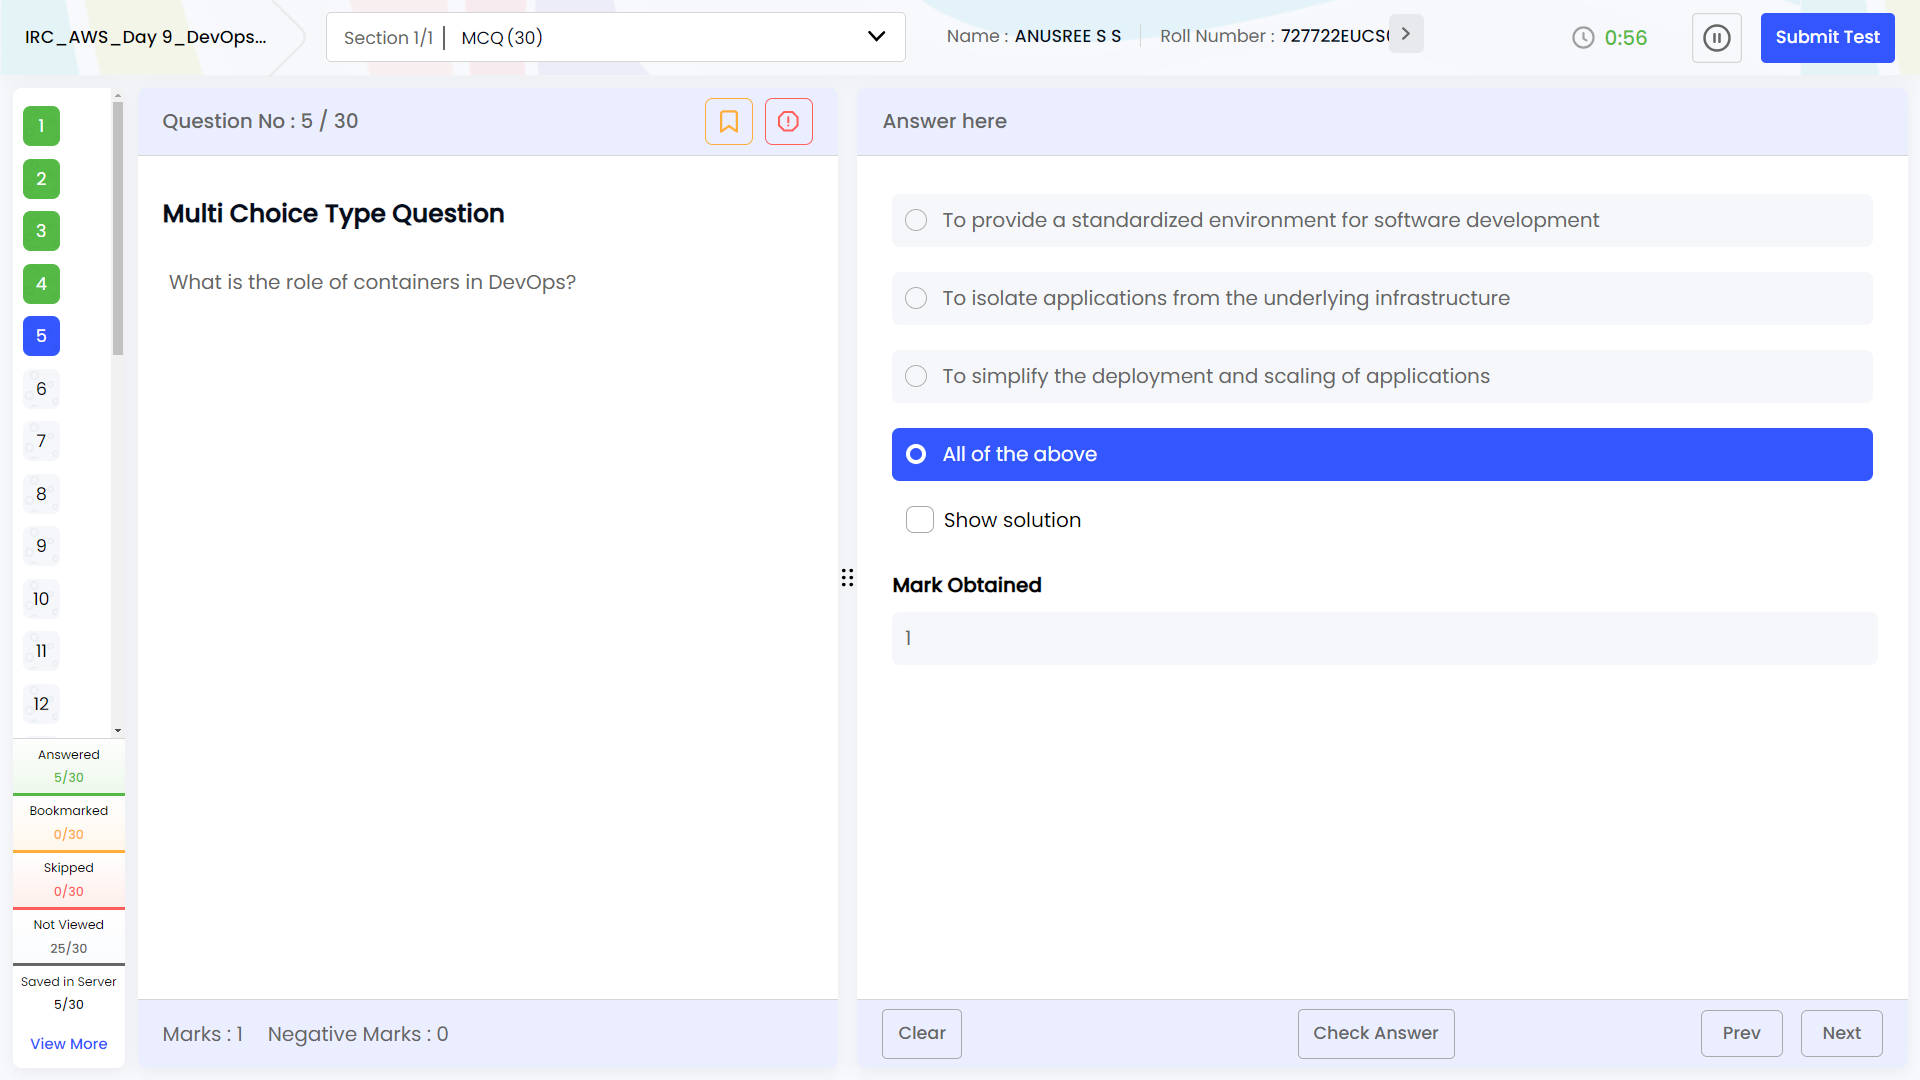 IRC_AWS_Day 9_DevOps...
Section 1/1 | MCQ (30)
Name : ANUSREE S S
Roll Number : 727722EUCS
0:56
Submit Test
1
2
3
4
5
6
7
8
9
10
11
12
Answered
5/30
Bookmarked
0/30
Skipped
0/30
Not Viewed
25/30
Saved in Server
5/30
View More
Question No : 5 / 30
Multi Choice Type Question
What is the role of containers in DevOps?
Marks : 1 Negative Marks : 0
Answer here
To provide a standardized environment for software development
To isolate applications from the underlying infrastructure
To simplify the deployment and scaling of applications
All of the above
Show solution
Mark Obtained
1
Clear
Check Answer
Prev
Next